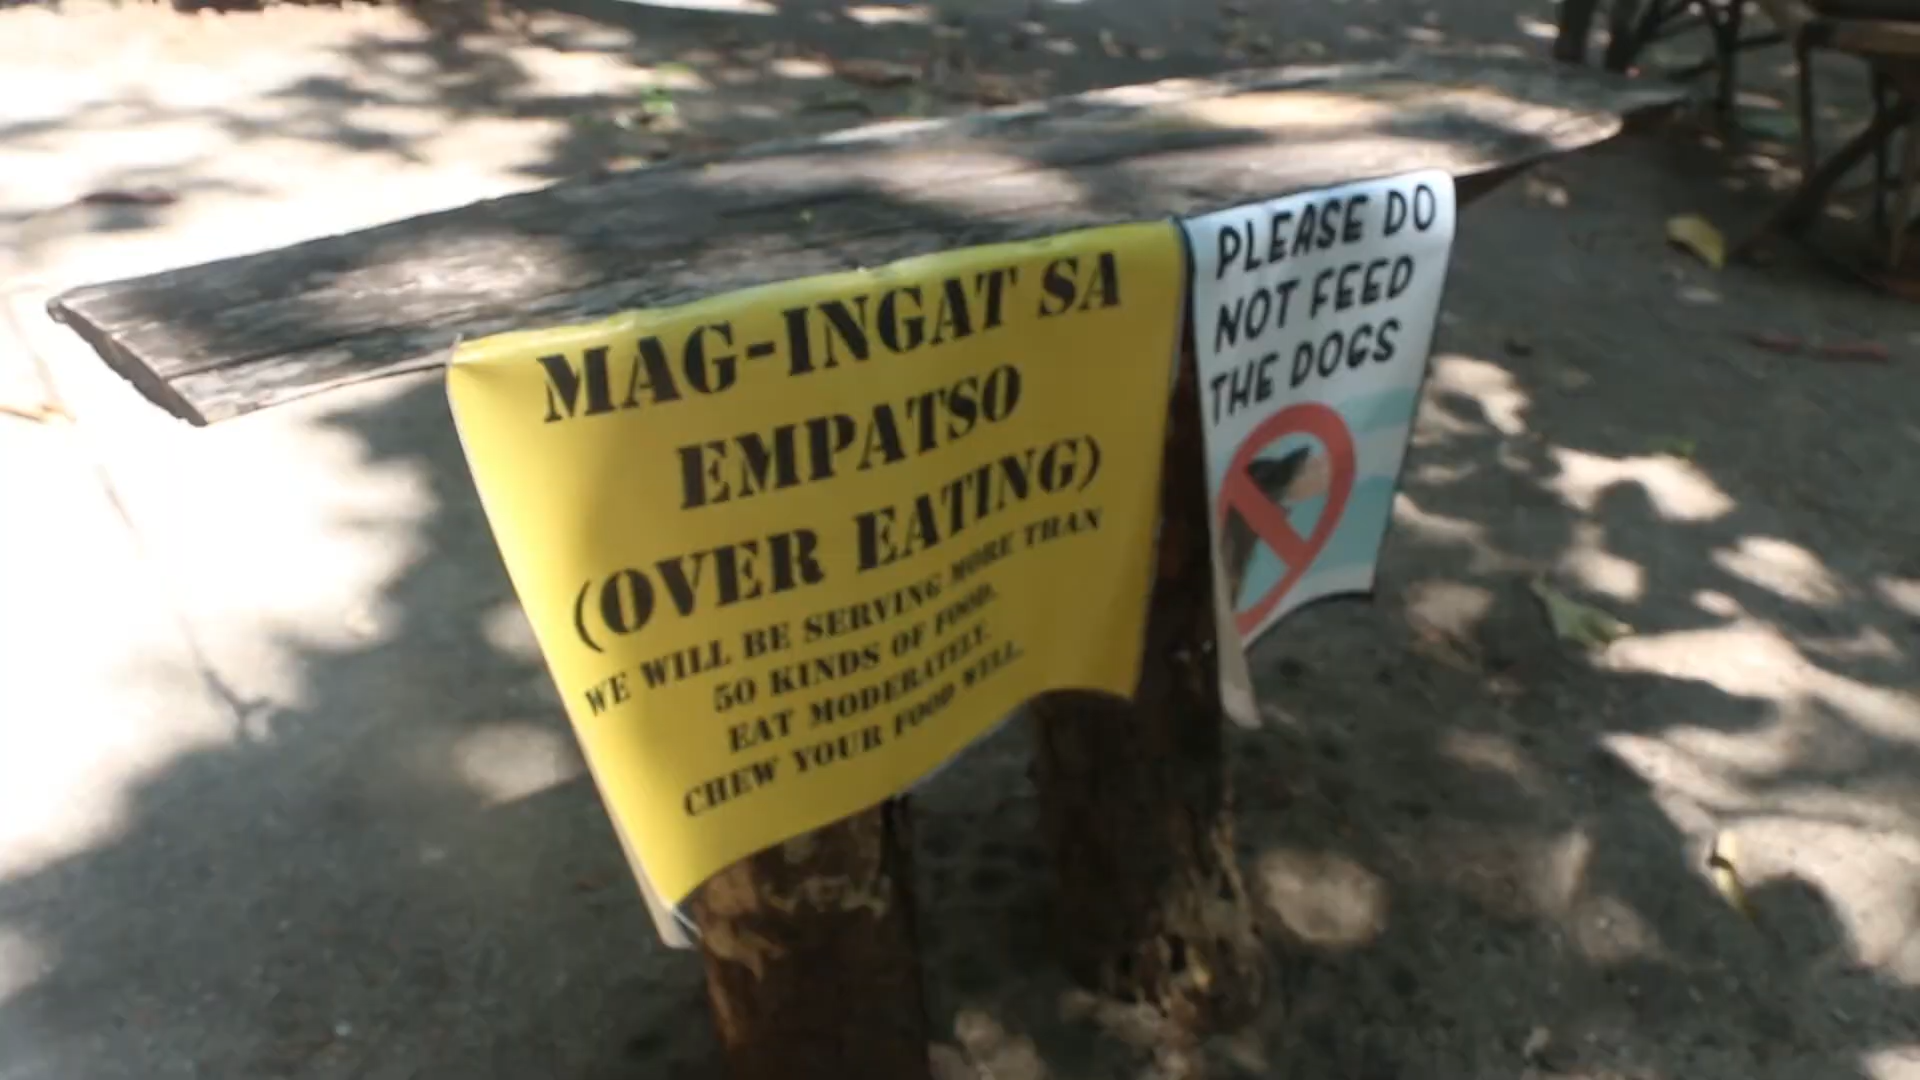 MAG-INGAT SA
EMPATSO
(OVER EATING)
WE WILL BE SERVING MORE THAN
50 KINDS OF FOOD.
EAT MODERATELY.
CHEW YOUR FOOD WELL.
PLEASE DO
NOT FEED
THE DOGS